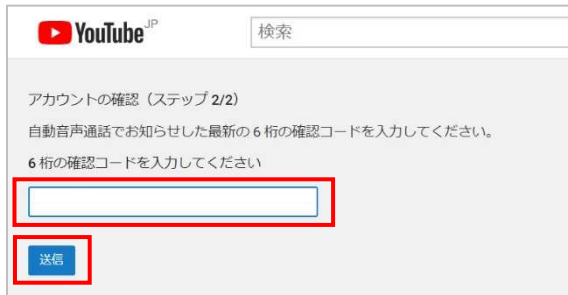 YouTube JP
検索
アカウントの確認（ステップ 2/2）
自動音声通話でお知らせした最新の 6 桁の確認コードを入力してください。
6 桁の確認コードを入力してください
送信